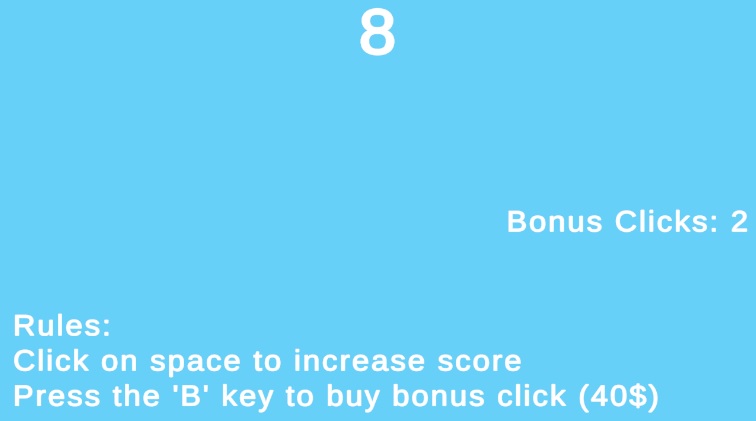 8
Bonus Clicks: 2
Rules:
Click on space to increase score
Press the 'B' key to buy bonus click (40$)